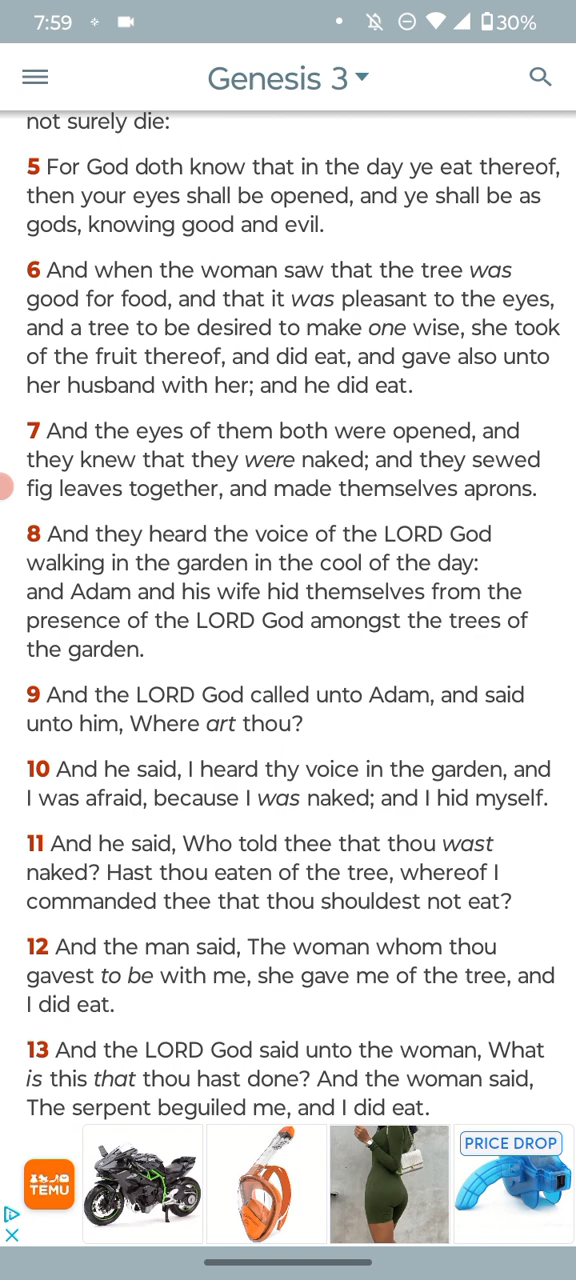 7:59
30%
Genesis 3
not surely die:
5 For God doth know that in the day ye eat thereof,
then your eyes shall be opened, and ye shall be as
gods, knowing good and evil.
6 And when the woman saw that the tree was
good for food, and that it was pleasant to the eyes,
and a tree to be desired to make one wise, she took
of the fruit thereof, and did eat, and gave also unto
her husband with her; and he did eat.
7 And the eyes of them both were opened, and
they knew that they were naked; and they sewed
fig leaves together, and made themselves aprons.
8 And they heard the voice of the LORD God
walking in the garden in the cool of the day:
and Adam and his wife hid themselves from the
presence of the LORD God amongst the trees of
the garden.
9 And the LORD God called unto Adam, and said
unto him, Where art thou?
10 And he said, I heard thy voice in the garden, and
I was afraid, because I was naked; and I hid myself.
11 And he said, Who told thee that thou wast
naked? Hast thou eaten of the tree, whereof I
commanded thee that thou shouldest not eat?
12 And the man said, The woman whom thou
gavest to be with me, she gave me of the tree, and
I did eat.
13 And the LORD God said unto the woman, What
is this that thou hast done? And the woman said,
The serpent beguiled me, and I did eat.
TEMU
PRICE DROP